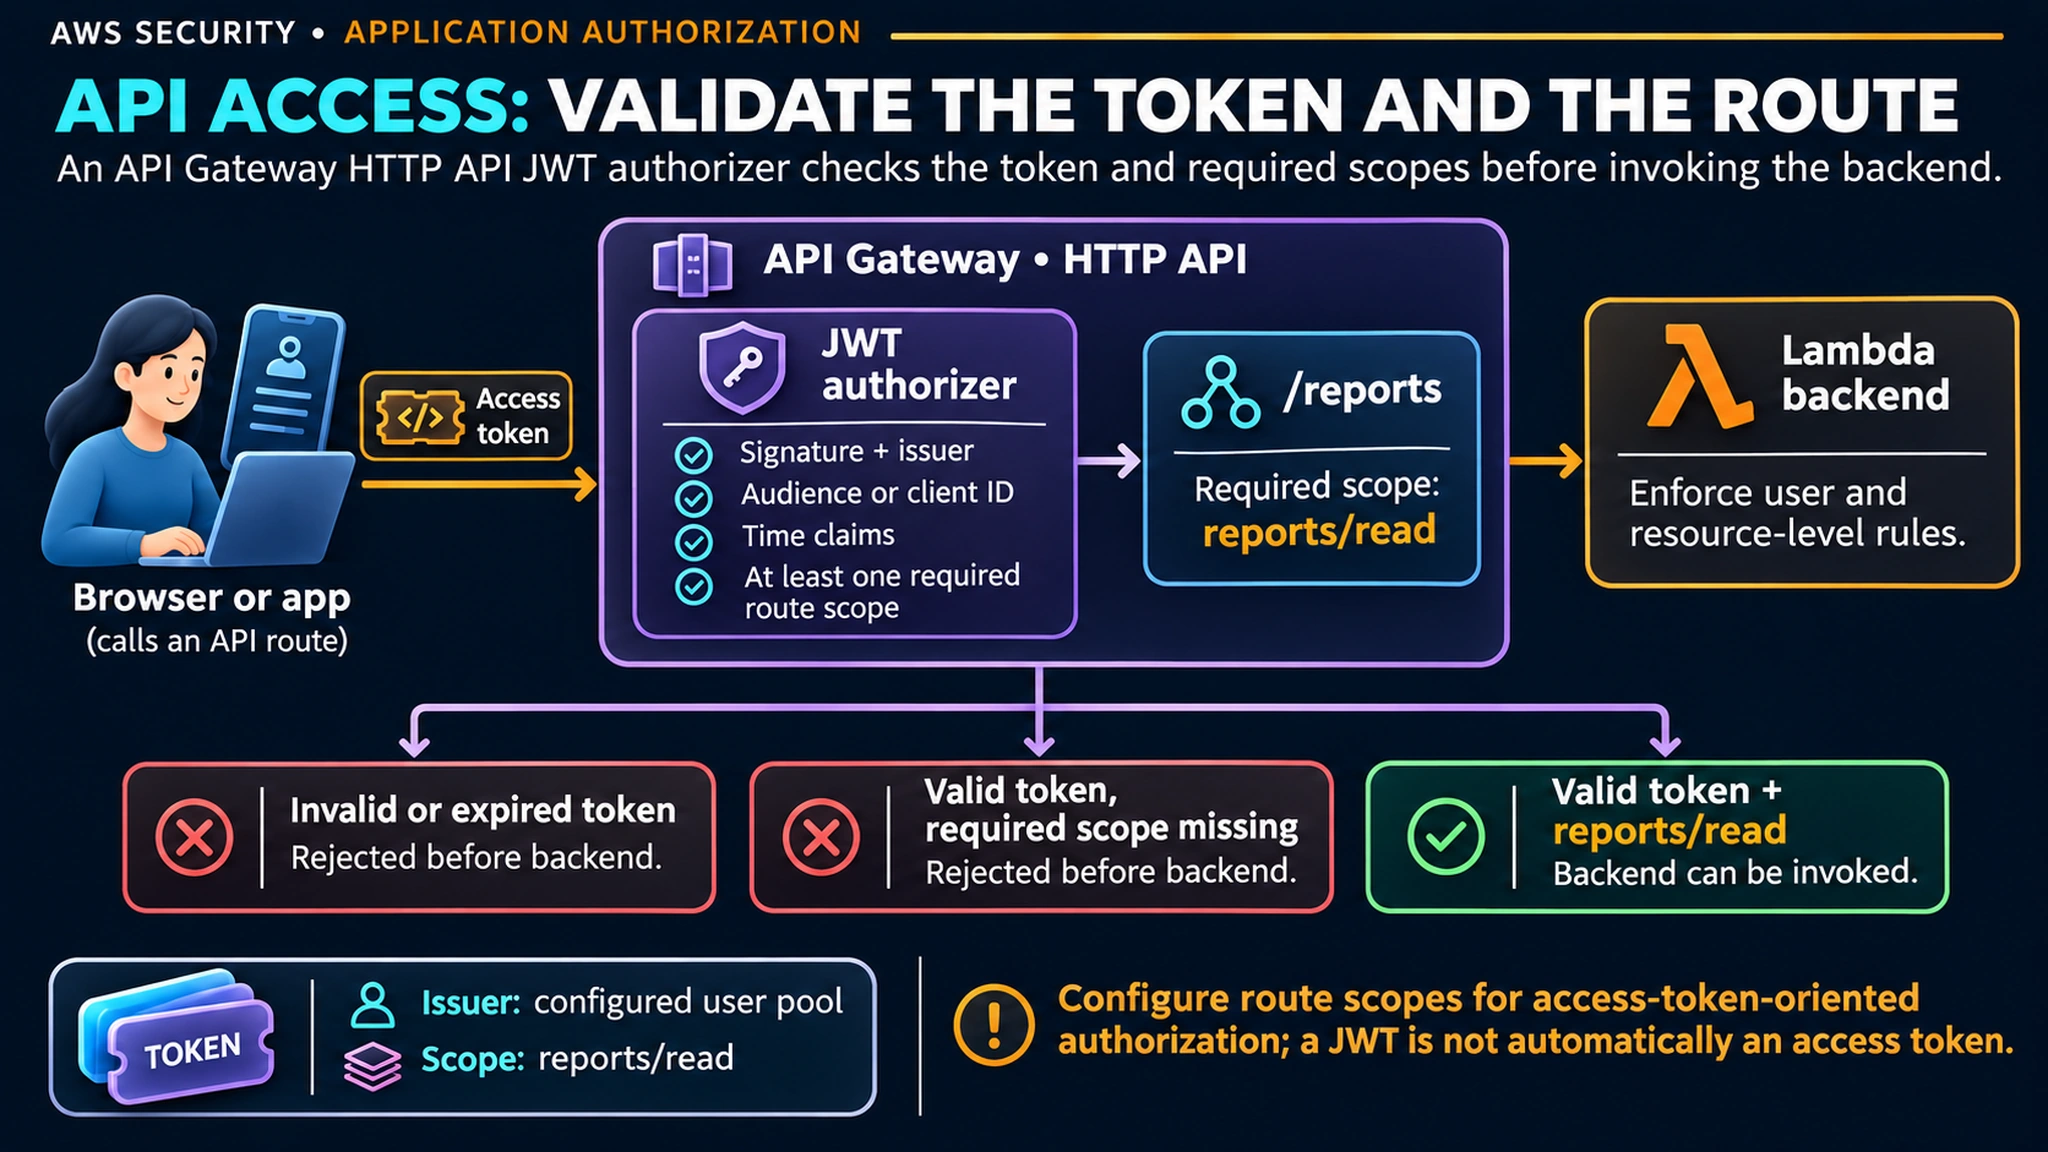 AWS SECURITY • APPLICATION AUTHORIZATION
API ACCESS: VALIDATE THE TOKEN AND THE ROUTE
An API Gateway HTTP API JWT authorizer checks the token and required scopes before invoking the backend.
API Gateway • HTTP API
Access
token
Browser or app
(calls an API route)
JWT
authorizer
Signature + issuer
Audience or client ID
Time claims
At least one required
route scope
/reports
Required scope:
reports/read
Lambda
backend
Enforce user and
resource-level rules.
Invalid or expired token
Rejected before backend.
Valid token,
required scope missing
Rejected before backend.
Valid token +
reports/read
Backend can be invoked.
TOKEN
Issuer: configured user pool
Scope: reports/read
Configure route scopes for access-token-oriented
authorization; a JWT is not automatically an access token.